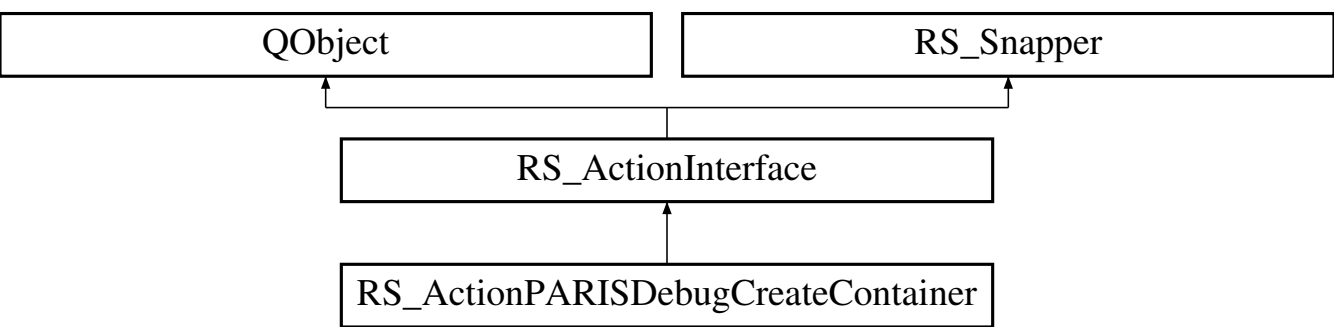 QObject
RS_Snapper
RS_ActionInterface
RS_ActionPARISDebugCreateContainer